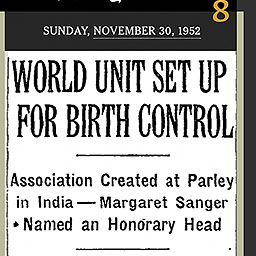 8
SUNDAY, NOVEMBER 30, 1952
WORLD UNIT SET UP
FOR BIRTH CONTROL
Association Created at Parley
in India — Margaret Sanger
Named an Honorary Head